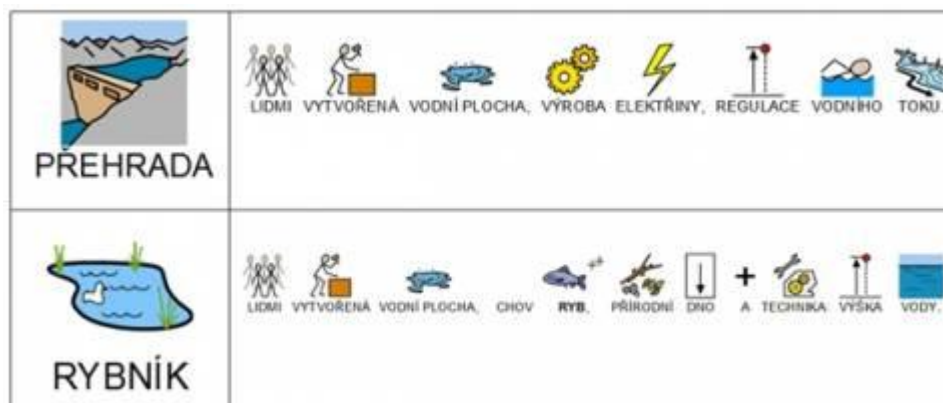 PŘEHRADA
LIDMI VYTVOŘENÁ VODNÍ PLOCHA, VÝROBA ELEKTŘINY, REGULACE VODNÍHO TOKU.
RYBNÍK
LIDMI VYTVOŘENÁ VODNÍ PLOCHA, CHOV RYB, PŘÍRODNÍ DNO + A TECHNIKA VÝŠKA VODY.